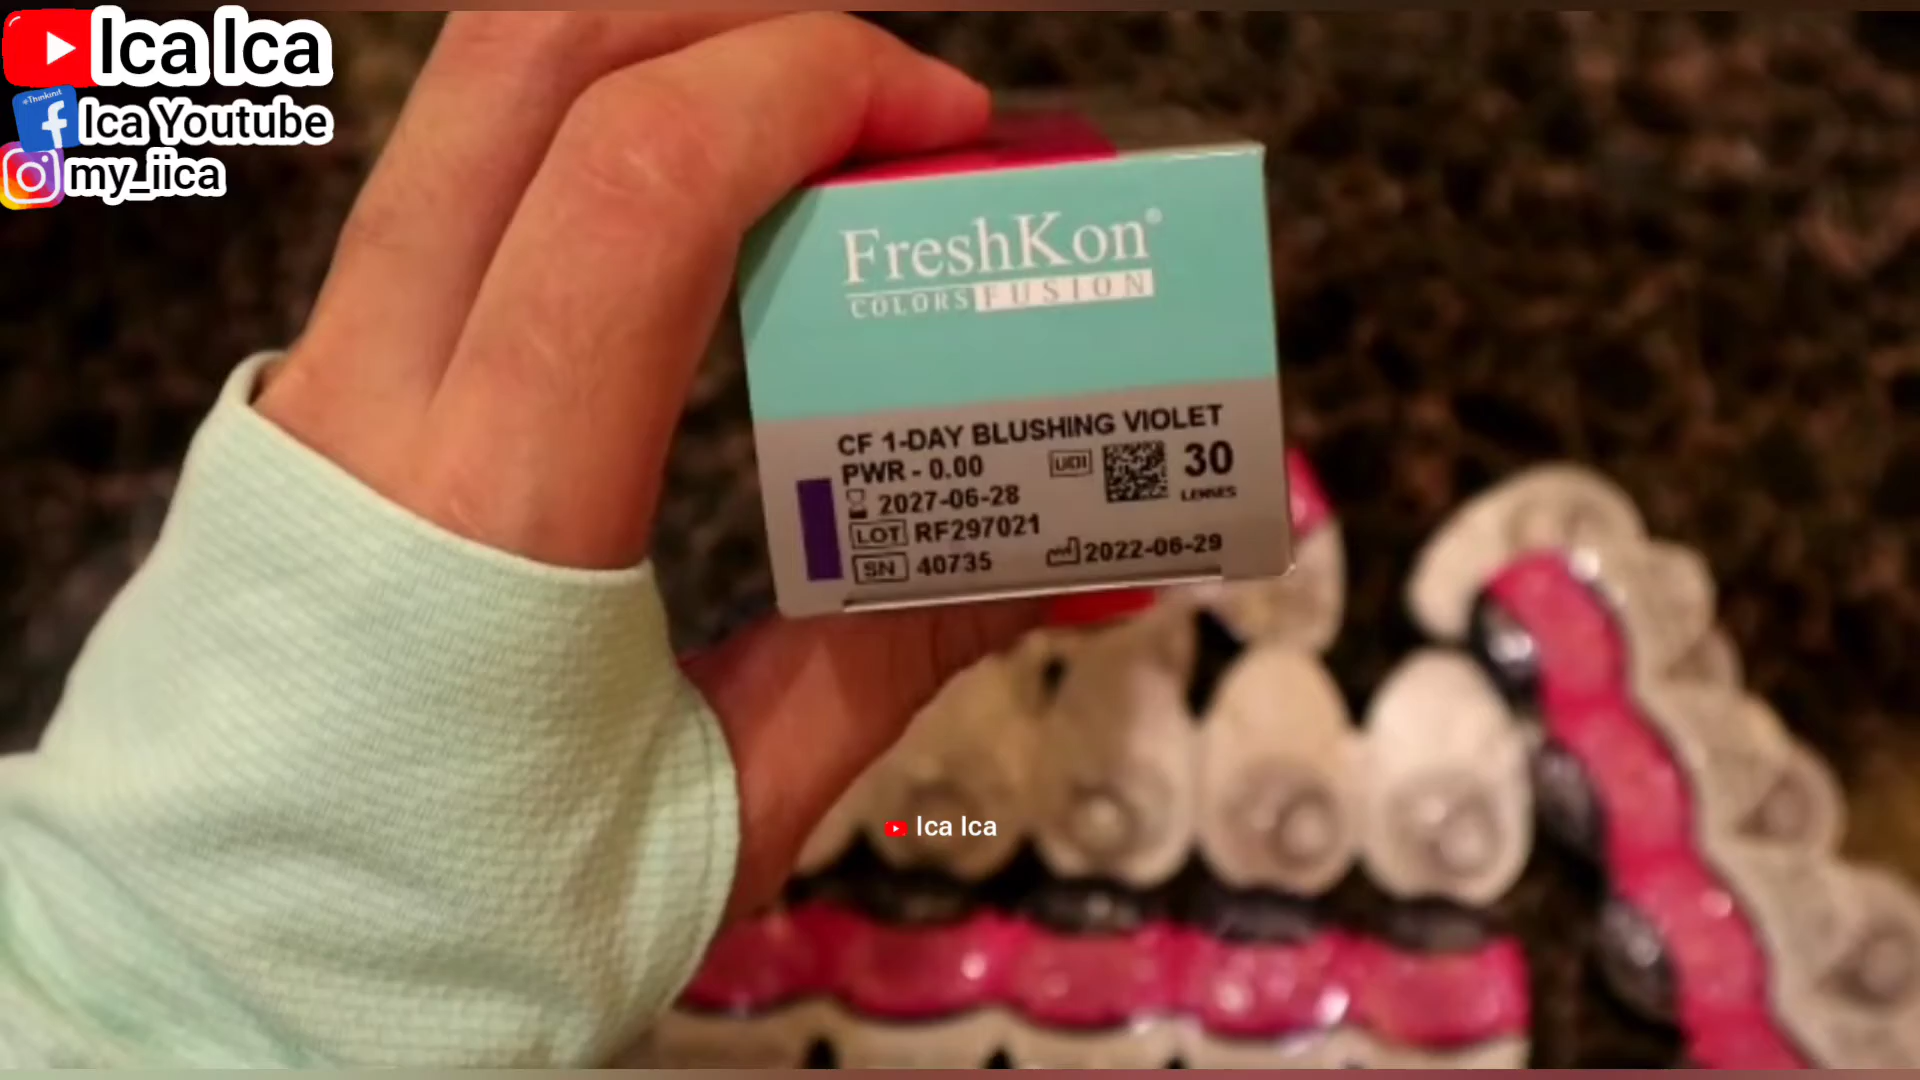 Ica Ica
@Thinkinit
Ica Youtube
my_iica
FreshKon®
COLORS FUSION
CF 1-DAY BLUSHING VIOLET
PWR - 0.00
UDI
30
LENSES
2027-06-28
LOT RF297021
SN 40735
2022-06-29
Ica Ica